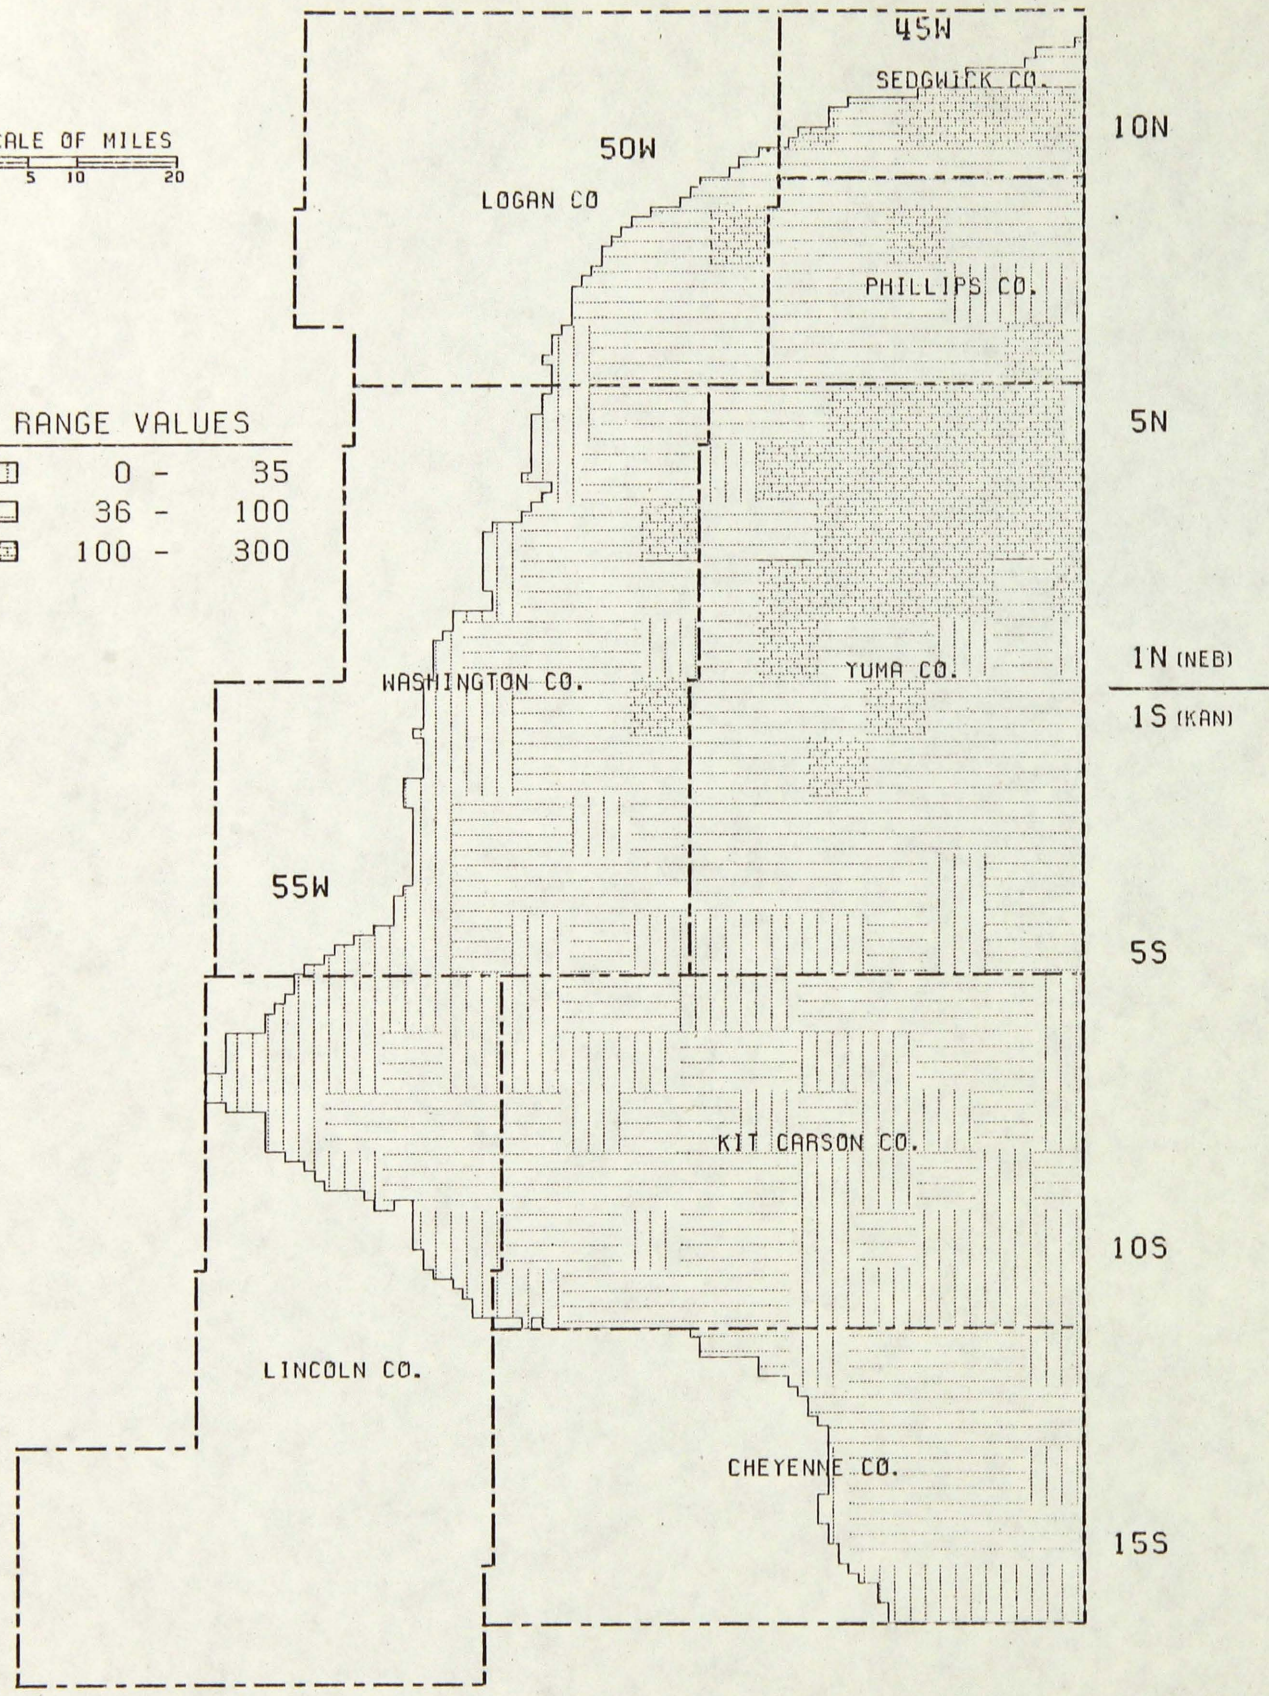 45W
SEDGWICK CO.
10N
SCALE OF MILES
5 10 20
50W
LOGAN CO
PHILLIPS CO.
RANGE VALUES
0 - 35
36 - 100
100 - 300
5N
1N (NEB)
YUMA CO.
WASHINGTON CO.
1S (KAN)
55W
5S
KIT CARSON CO.
10S
LINCOLN CO.
CHEYENNE CO.
15S